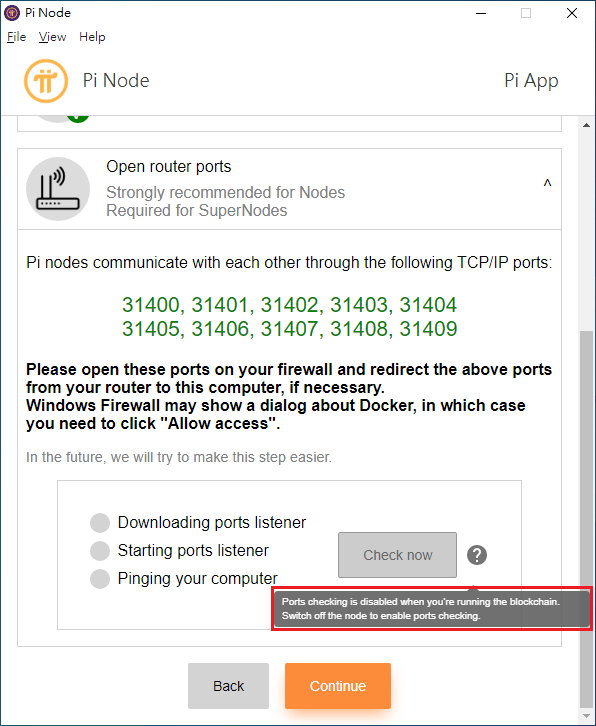 Pi Node
File View Help
Pi Node
Pi App
Open router ports
^
Strongly recommended for Nodes
Required for SuperNodes
Pi nodes communicate with each other through the following TCP/IP ports:
31400, 31401, 31402, 31403, 31404
31405, 31406, 31407, 31408, 31409
Please open these ports on your firewall and redirect the above ports
from your router to this computer, if necessary.
Windows Firewall may show a dialog about Docker, in which case
you need to click "Allow access".
In the future, we will try to make this step easier.
Downloading ports listener
Starting ports listener
Pinging your computer
Check now
?
Ports checking is disabled when you're running the blockchain.
Switch off the node to enable ports checking.
Back
Continue